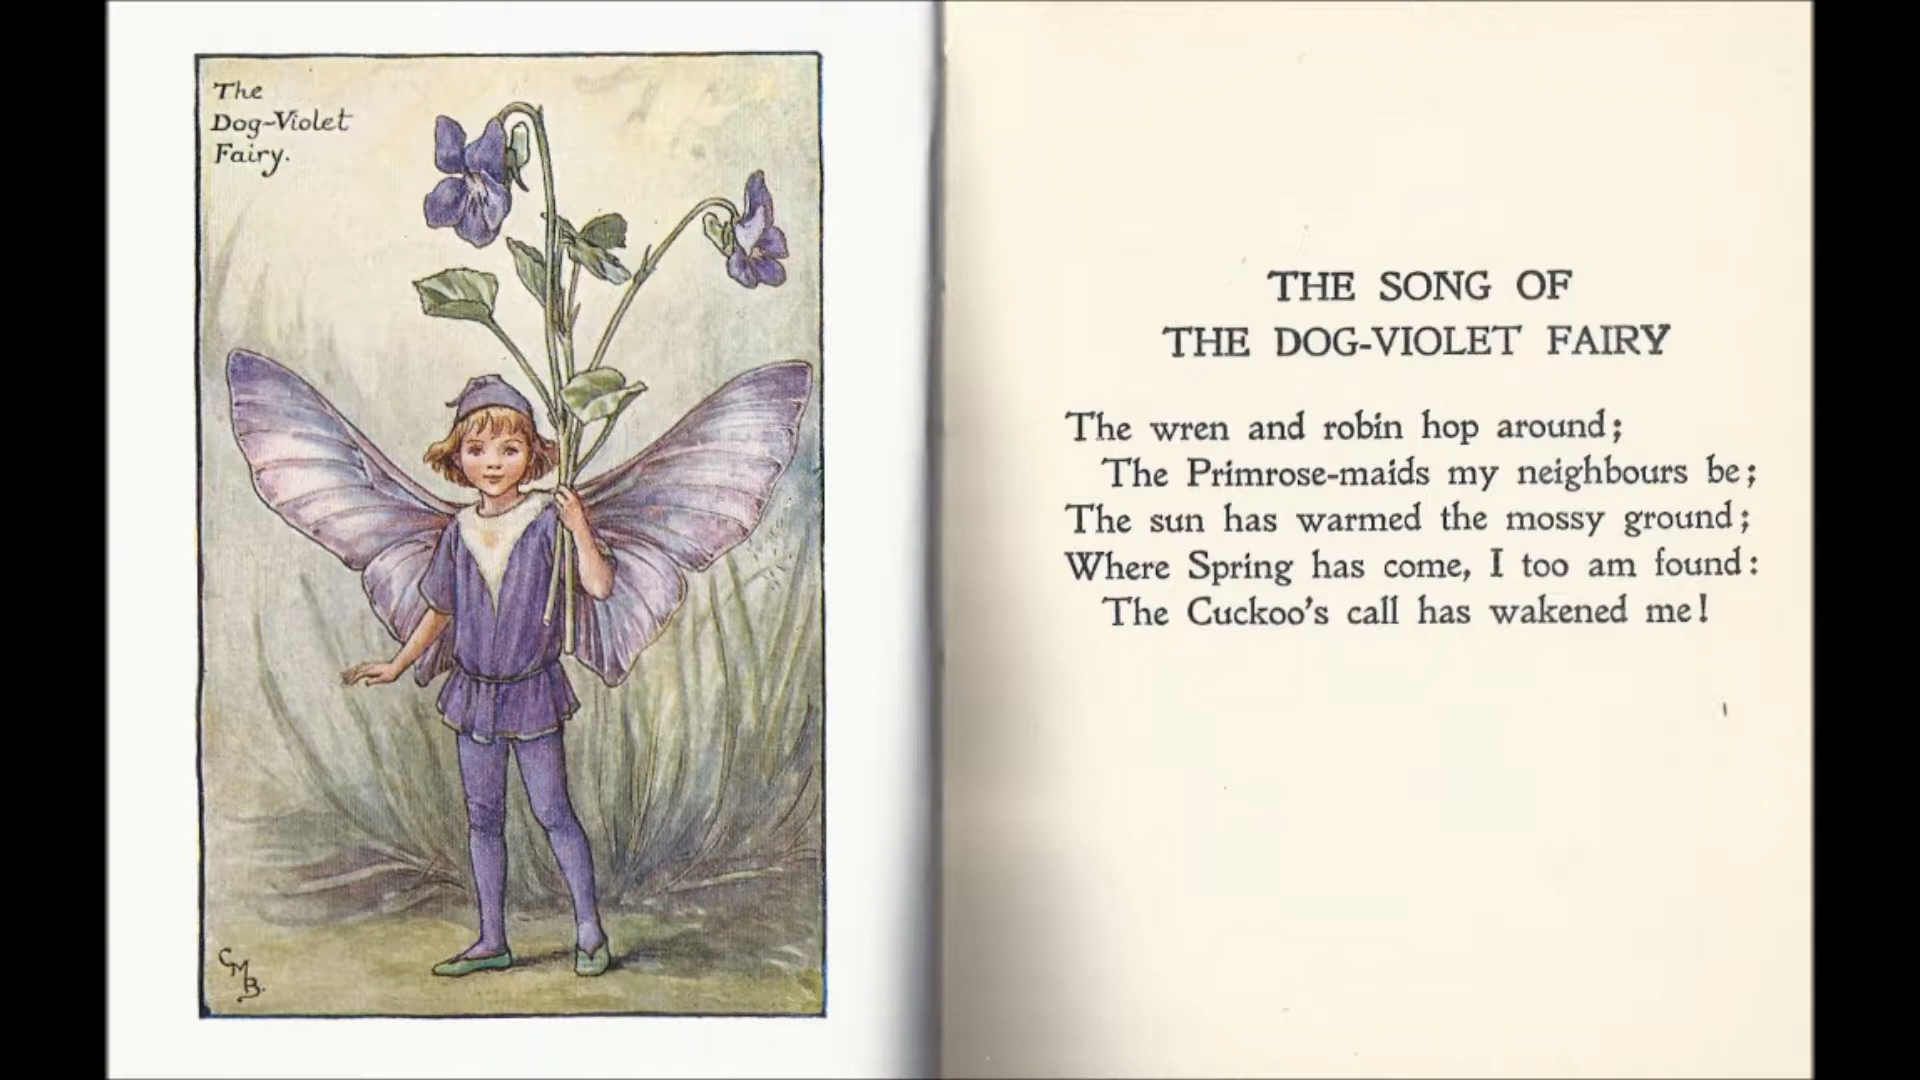 The
Dog-Violet
Fairy.
C
M
B.
THE SONG OF
THE DOG-VIOLET FAIRY
The wren and robin hop around;
The Primrose-maids my neighbours be;
The sun has warmed the mossy ground;
Where Spring has come, I too am found:
The Cuckoo's call has wakened me!